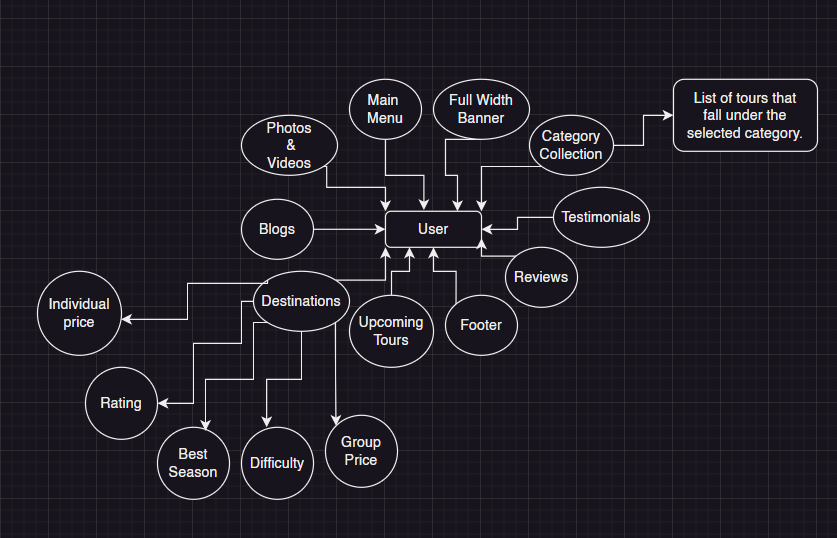 Main
Menu
Full Width
Banner
List of tours that
fall under the
selected category.
Photos
&
Videos
Category
Collection
Blogs
User
Testimonials
Reviews
Individual
price
Destinations
Upcoming
Tours
Footer
Rating
Best
Season
Difficulty
Group
Price